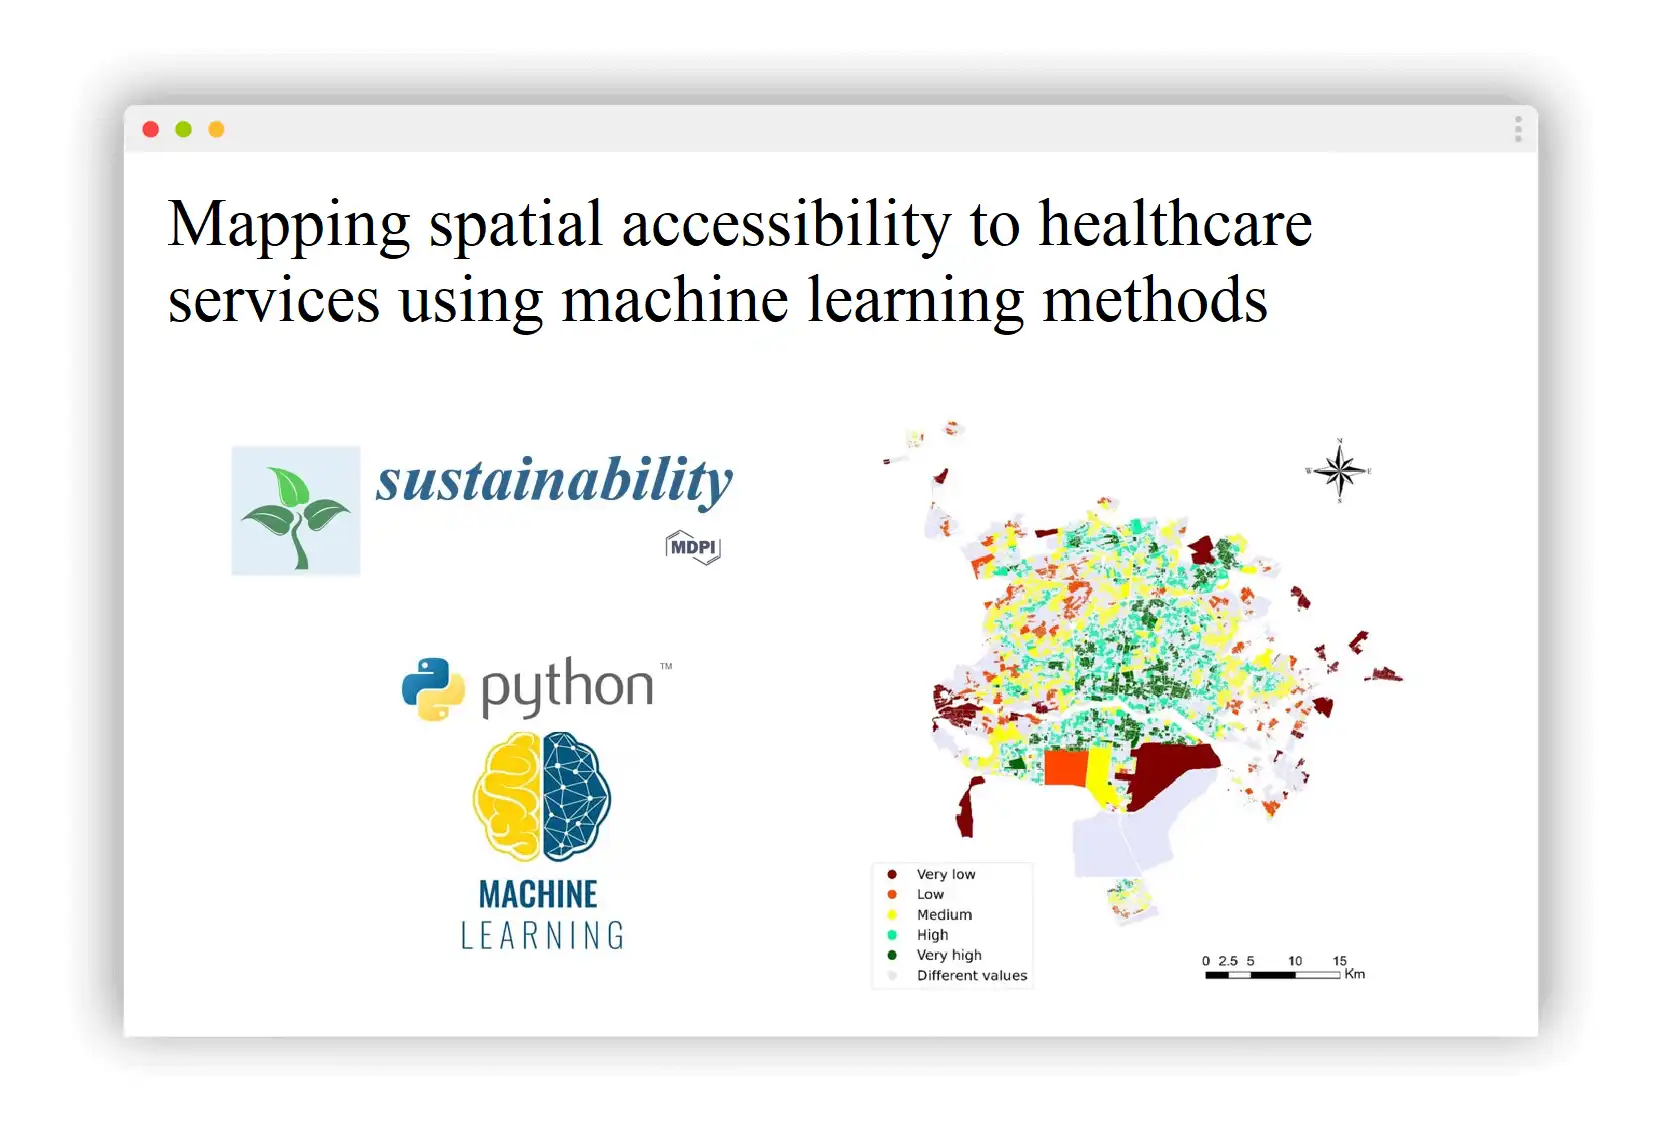 Mapping spatial accessibility to healthcare
services using machine learning methods
sustainability
MDPI
python™
MACHINE
LEARNING
N
W E
S
Very low
Low
Medium
High
Very high
Different values
0 2.5 5 10 15
Km